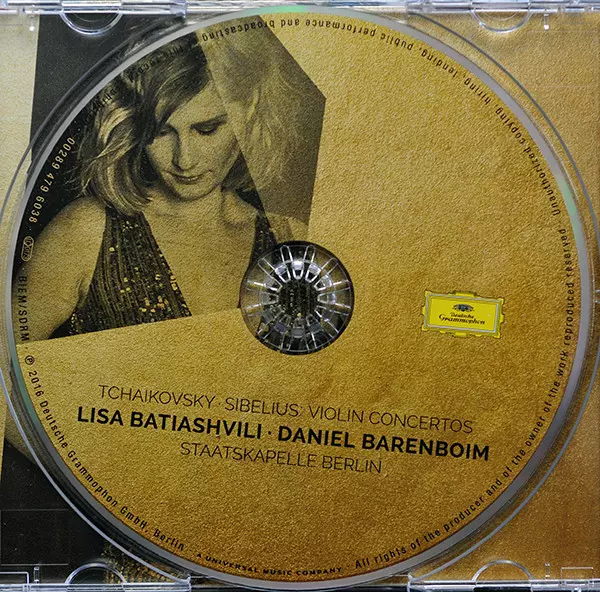 TCHAIKOVSKY · SIBELIUS: VIOLIN CONCERTOS
LISA BATIASHVILI · DANIEL BARENBOIM
STAATSKAPELLE BERLIN
Deutsche
Grammophon
00289 479 6038 · BIEM/SDRM · ℗ 2016 Deutsche Grammophon GmbH, Berlin
A UNIVERSAL MUSIC COMPANY
All rights of the producer and of the owner of the work reproduced reserved. Unauthorized copying, hiring, lending, public performance and broadcasting